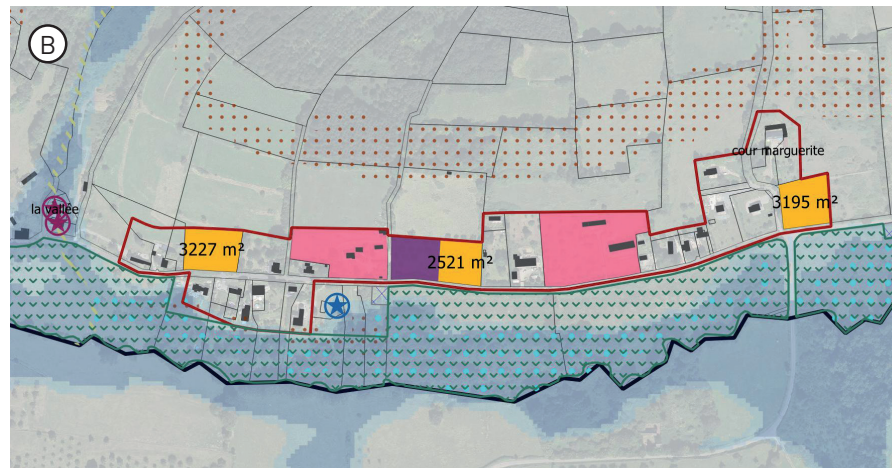 B
cour marguerite
la vallée
3195 m²
3227 m²
2521 m²